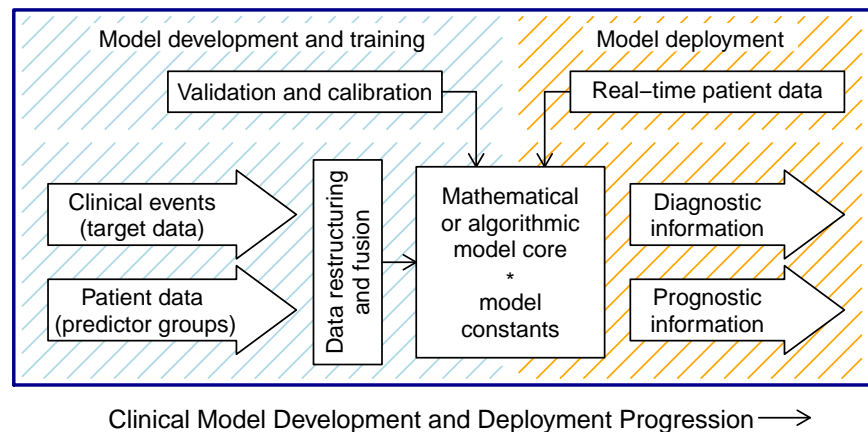 Model development and training
Model deployment
Validation and calibration
Real−time patient data
Clinical events
(target data)
Patient data
(predictor groups)
Data restructuring
and fusion
Mathematical
or algorithmic
model core
*
model
constants
Diagnostic
information
Prognostic
information
Clinical Model Development and Deployment Progression